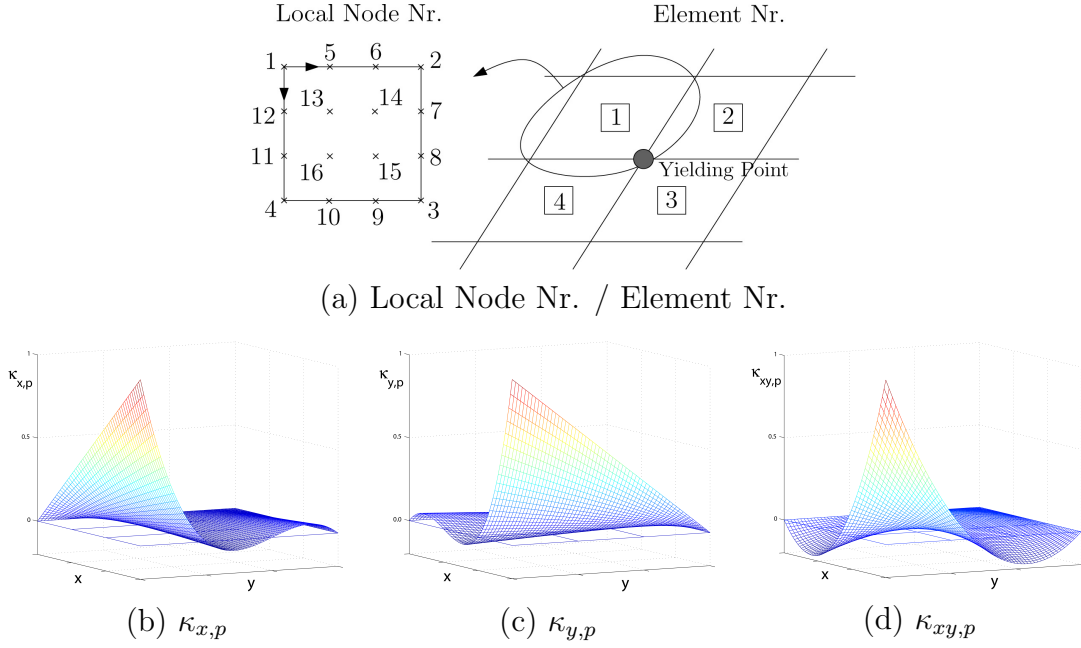 Local Node Nr.
Element Nr.
1 5 6 2
13 14
12 7
11 8
16 15
4 10 9 3
1 2
Yielding Point
4 3
(a) Local Node Nr. / Element Nr.
1
κx,p
0.5
0
x
y
1
κy,p
0.5
0.0
x
y
1
κxy,p
0.5
0
x
y
(b) κx,p
(c) κy,p
(d) κxy,p